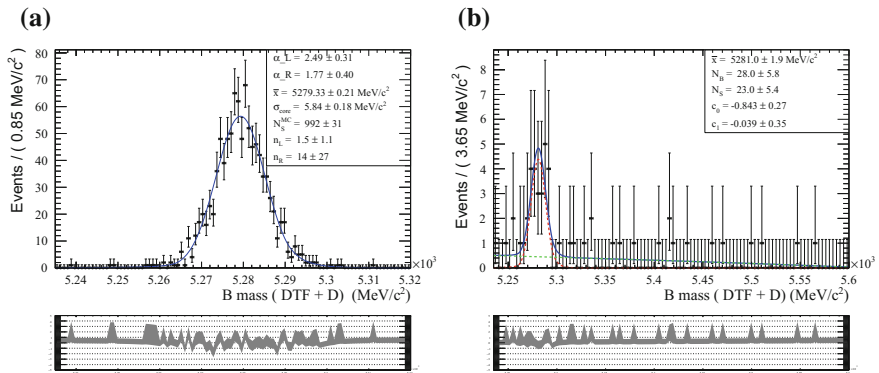 (a)
(b)
Events / ( 0.85 MeV/c²)
80
70
60
50
40
30
20
10
0
α_L = 2.49 ± 0.31
α_R = 1.77 ± 0.40
x̄ = 5279.33 ± 0.21 MeV/c²
σcore = 5.84 ± 0.18 MeV/c²
N_S^MC = 992 ± 31
n_L = 1.5 ± 1.1
n_R = 14 ± 27
5.24 5.25 5.26 5.27 5.28 5.29 5.3 5.31 5.32
×10³
B mass ( DTF + D) (MeV/c²)
Events / ( 3.65 MeV/c²)
8
7
6
5
4
3
2
1
0
x̄ = 5281.0 ± 1.9 MeV/c²
N_B = 28.0 ± 5.8
N_S = 23.0 ± 5.4
c_0 = -0.843 ± 0.27
c_1 = -0.039 ± 0.35
5.25 5.3 5.35 5.4 5.45 5.5 5.55 5.6
×10³
B mass ( DTF + D) (MeV/c²)